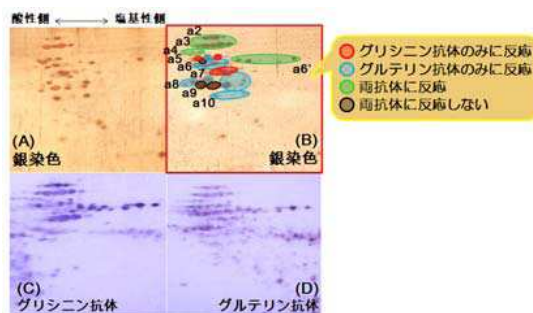 酸性側 ←→ 塩基性側
a2
a3
a4
a5
a6
a7
a8
a9
a10
a6'
(A)
銀染色
(B)
銀染色
グリシニン抗体のみに反応
グルテリン抗体のみに反応
両抗体に反応
両抗体に反応しない
(C)
グリシニン抗体
(D)
グルテリン抗体